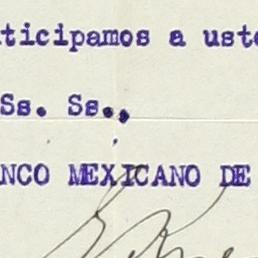 ticipamos a uste
Ss. Ss.,
NCO MEXICANO DE